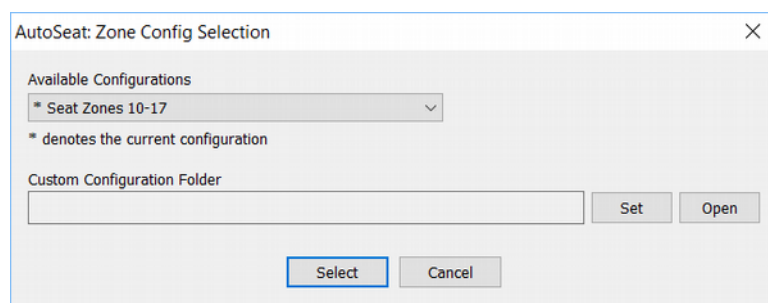 AutoSeat: Zone Config Selection
Available Configurations
* Seat Zones 10-17
* denotes the current configuration
Custom Configuration Folder
Set Open
Select Cancel